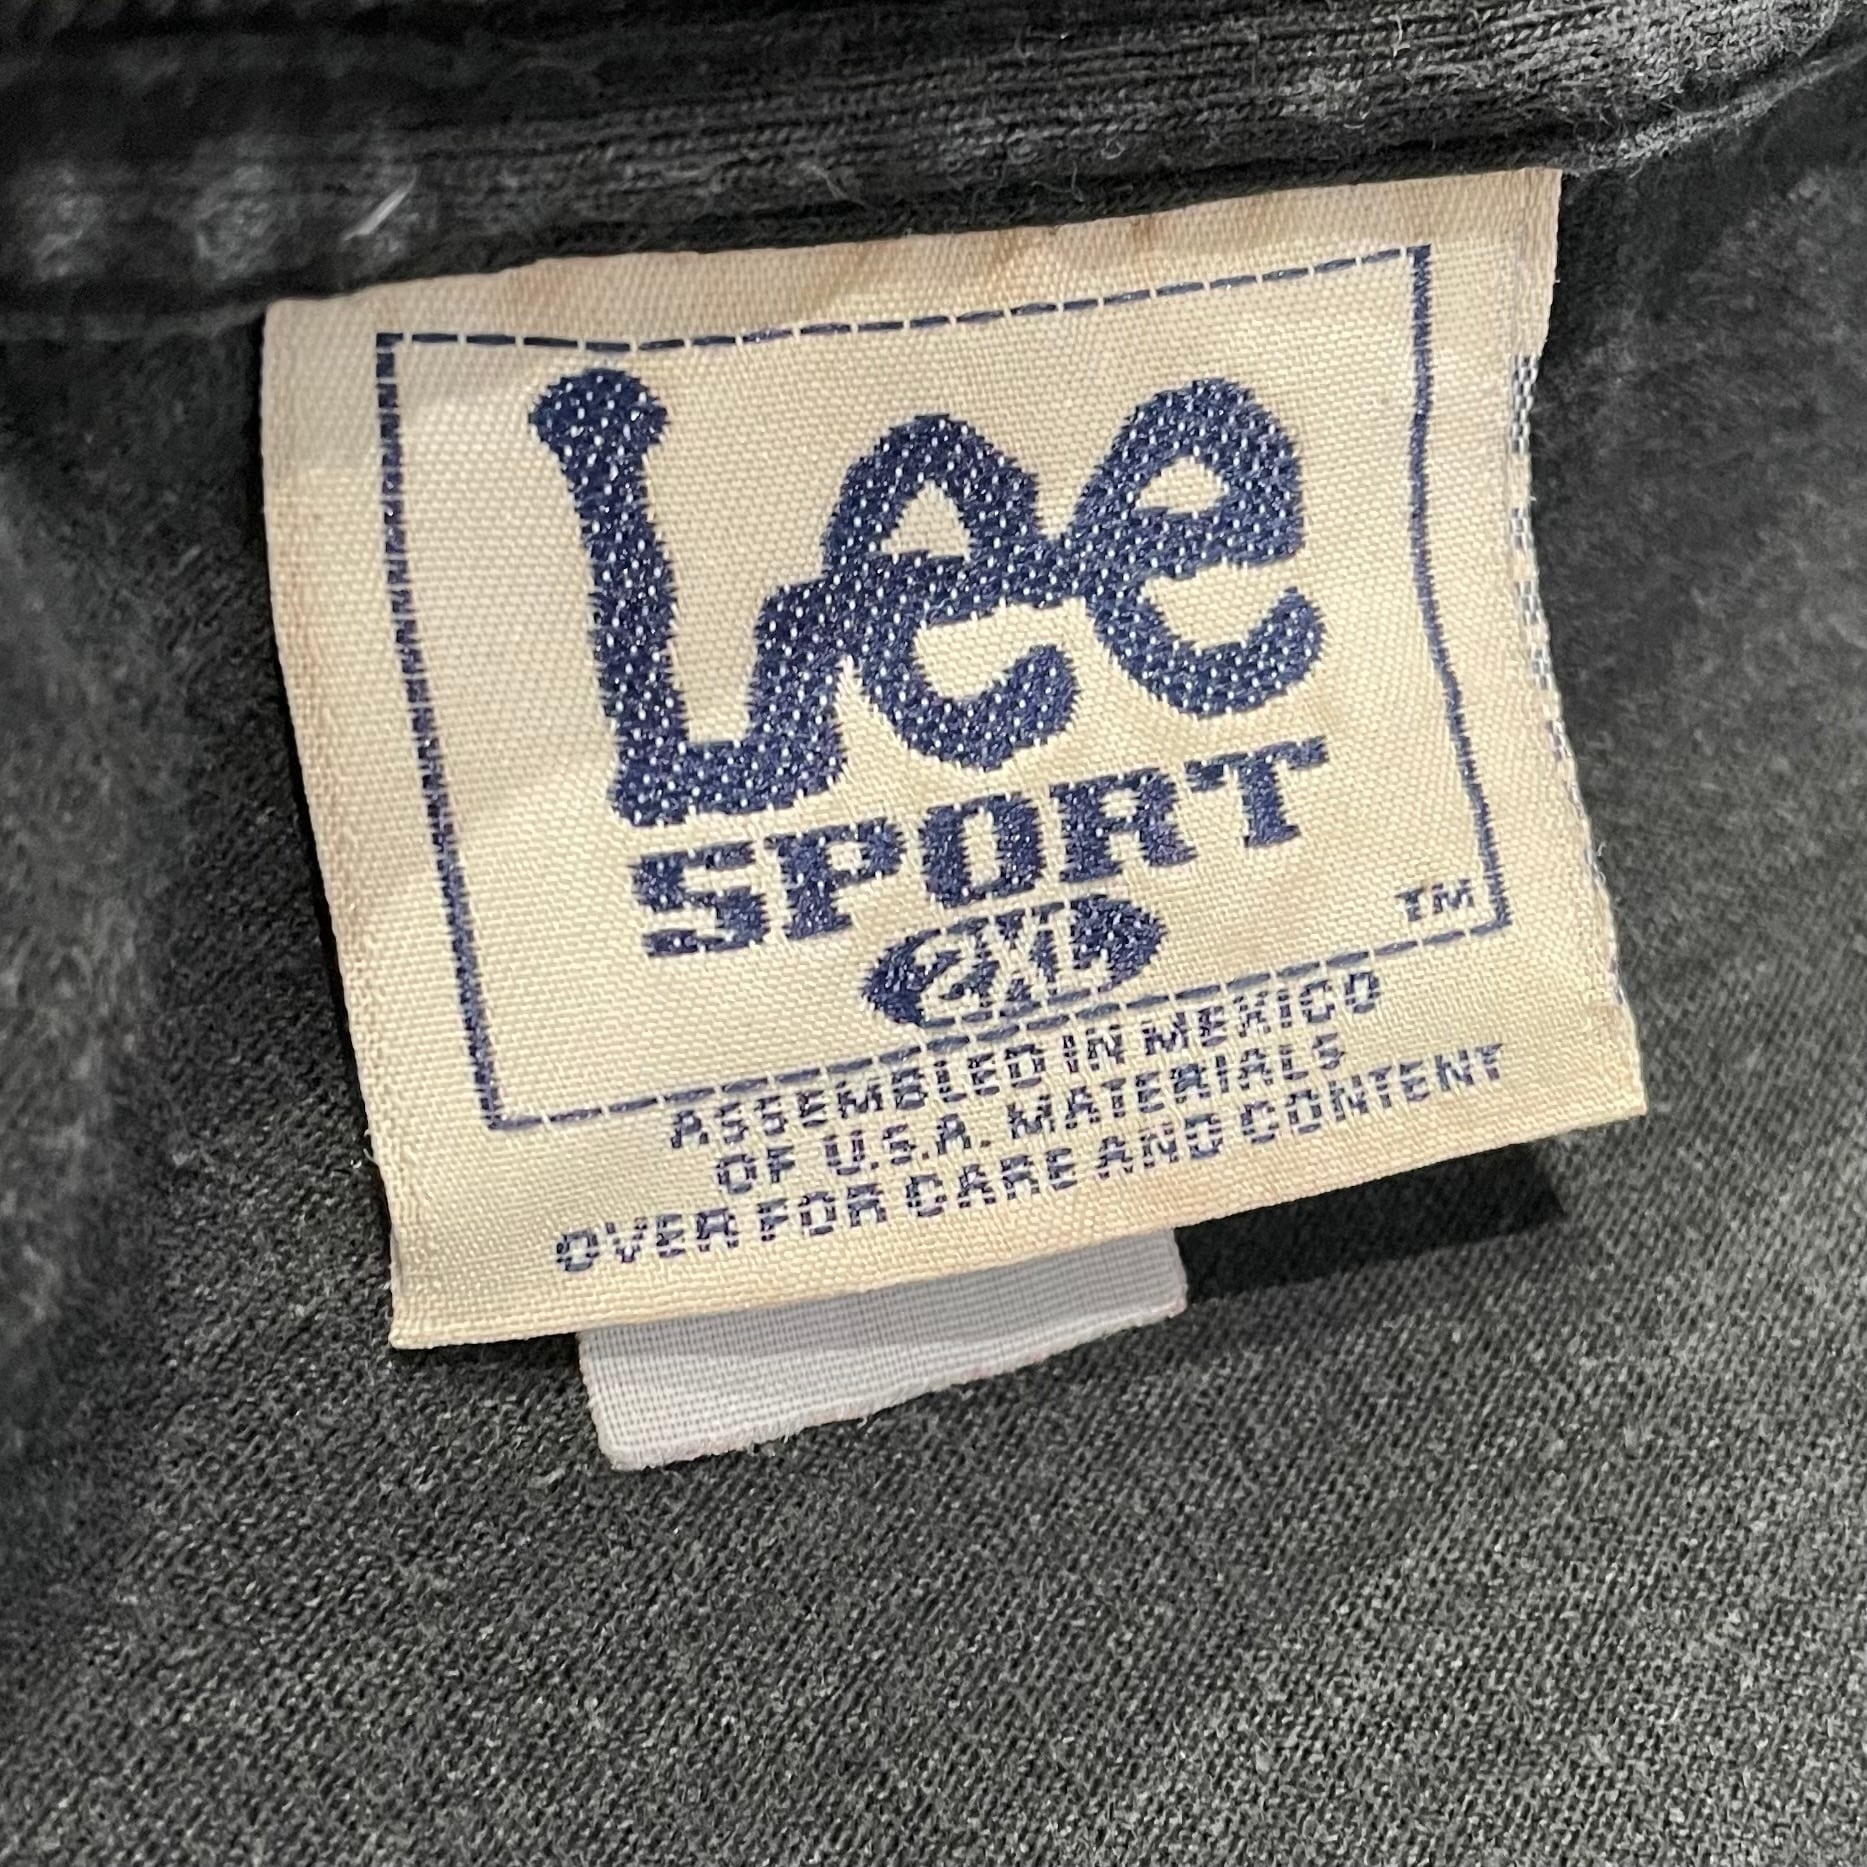 Lee
SPORT
TM
2XL
ASSEMBLED IN MEXICO
OF U.S.A. MATERIALS
OVER FOR CARE AND CONTENT